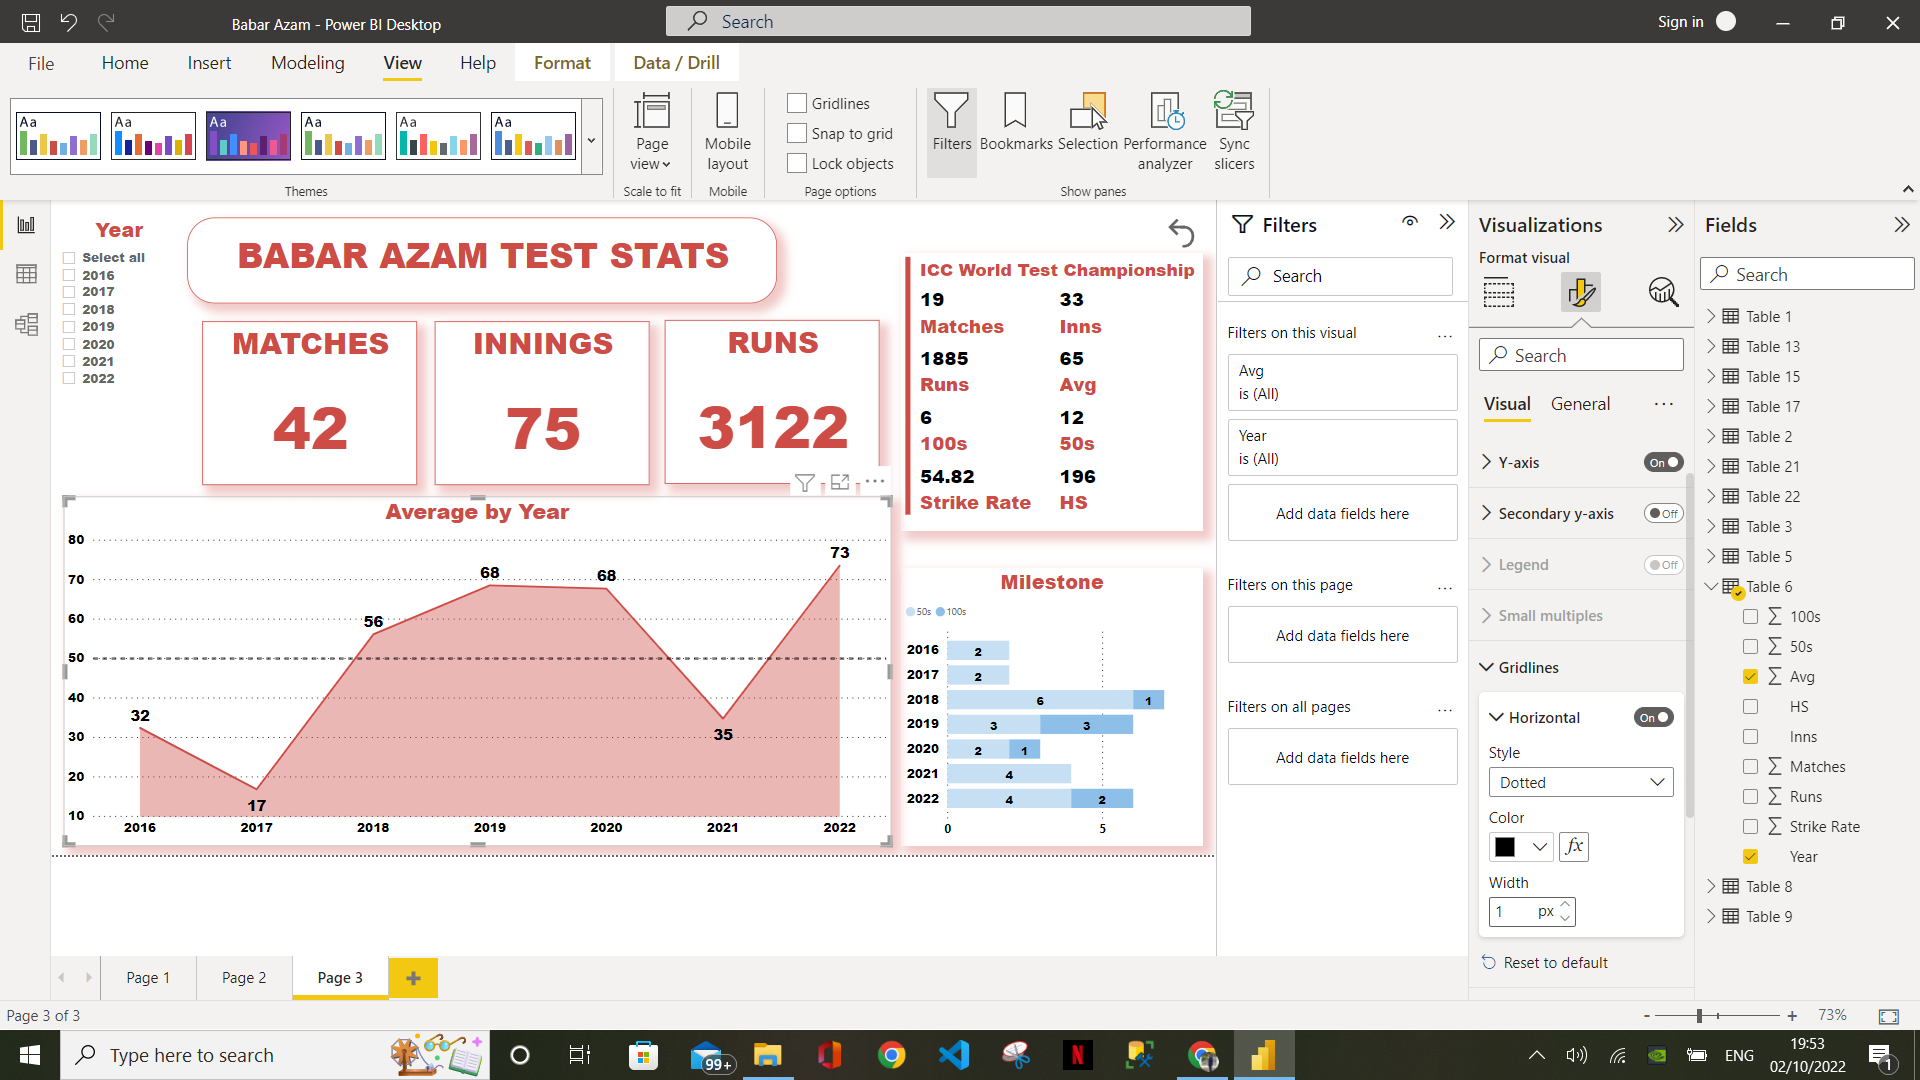 Babar Azam - Power BI Desktop
Search
Sign in
File
Home
Insert
Modeling
View
Help
Format
Data / Drill
Aa
Aa
Aa
Aa
Aa
Aa
Themes
Page view
Scale to fit
Mobile layout
Mobile
Gridlines
Snap to grid
Lock objects
Page options
Filters
Bookmarks
Selection
Performance analyzer
Sync slicers
Show panes
Year
Select all
2016
2017
2018
2019
2020
2021
2022
BABAR AZAM TEST STATS
MATCHES
42
INNINGS
75
RUNS
3122
ICC World Test Championship
19 33
Matches Inns
1885 65
Runs Avg
6 12
100s 50s
54.82 196
Strike Rate HS
Average by Year
80
70
60
50
40
30
20
10
32
17
56
68
68
35
73
2016 2017 2018 2019 2020 2021 2022
Milestone
50s 100s
2016 2
2017 2
2018 6 1
2019 3 3
2020 2 1
2021 4
2022 4 2
0 5
Filters
Search
Filters on this visual ...
Avg
is (All)
Year
is (All)
Add data fields here
Filters on this page ...
Add data fields here
Filters on all pages ...
Add data fields here
Visualizations
Format visual
Search
Visual General ...
Y-axis On
Secondary y-axis Off
Legend Off
Small multiples
Gridlines
Horizontal On
Style
Dotted
Color
fx
Width
1 px
Reset to default
Fields
Search
Table 1
Table 13
Table 15
Table 17
Table 2
Table 21
Table 22
Table 3
Table 5
Table 6
∑ 100s
∑ 50s
∑ Avg
HS
Inns
∑ Matches
∑ Runs
∑ Strike Rate
Year
Table 8
Table 9
Page 1
Page 2
Page 3
+
Page 3 of 3
- + 73%
Type here to search
99+
N
ENG
19:53
02/10/2022
1